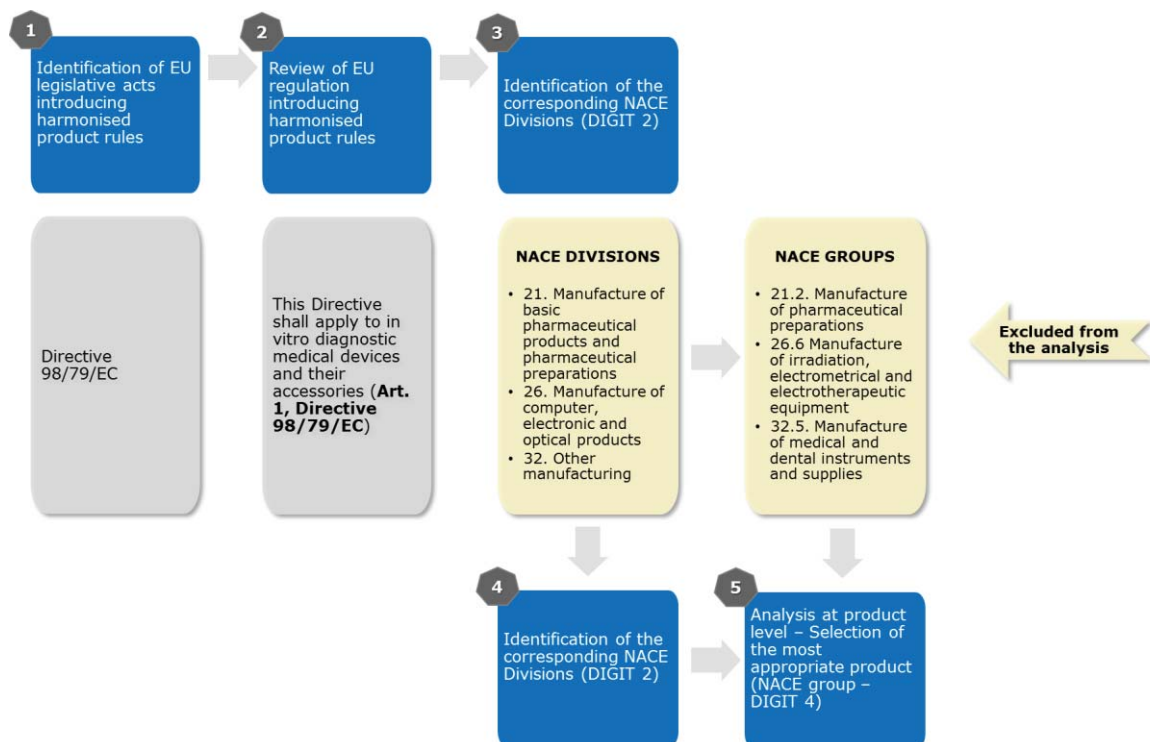 1
Identification of EU
legislative acts
introducing
harmonised
product rules
2
Review of EU
regulation
introducing
harmonised
product rules
3
Identification of the
corresponding NACE
Divisions (DIGIT 2)
Directive
98/79/EC
This Directive
shall apply to in
vitro diagnostic
medical devices
and their
accessories (Art.
1, Directive
98/79/EC)
NACE DIVISIONS
• 21. Manufacture of
basic
pharmaceutical
products and
pharmaceutical
preparations
• 26. Manufacture of
computer,
electronic and
optical products
• 32. Other
manufacturing
NACE GROUPS
• 21.2. Manufacture
of pharmaceutical
preparations
• 26.6 Manufacture
of irradiation,
electrometrical and
electrotherapeutic
equipment
• 32.5. Manufacture
of medical and
dental instruments
and supplies
Excluded from
the analysis
4
Identification of the
corresponding NACE
Divisions (DIGIT 2)
5
Analysis at product
level – Selection of
the most
appropriate product
(NACE group –
DIGIT 4)